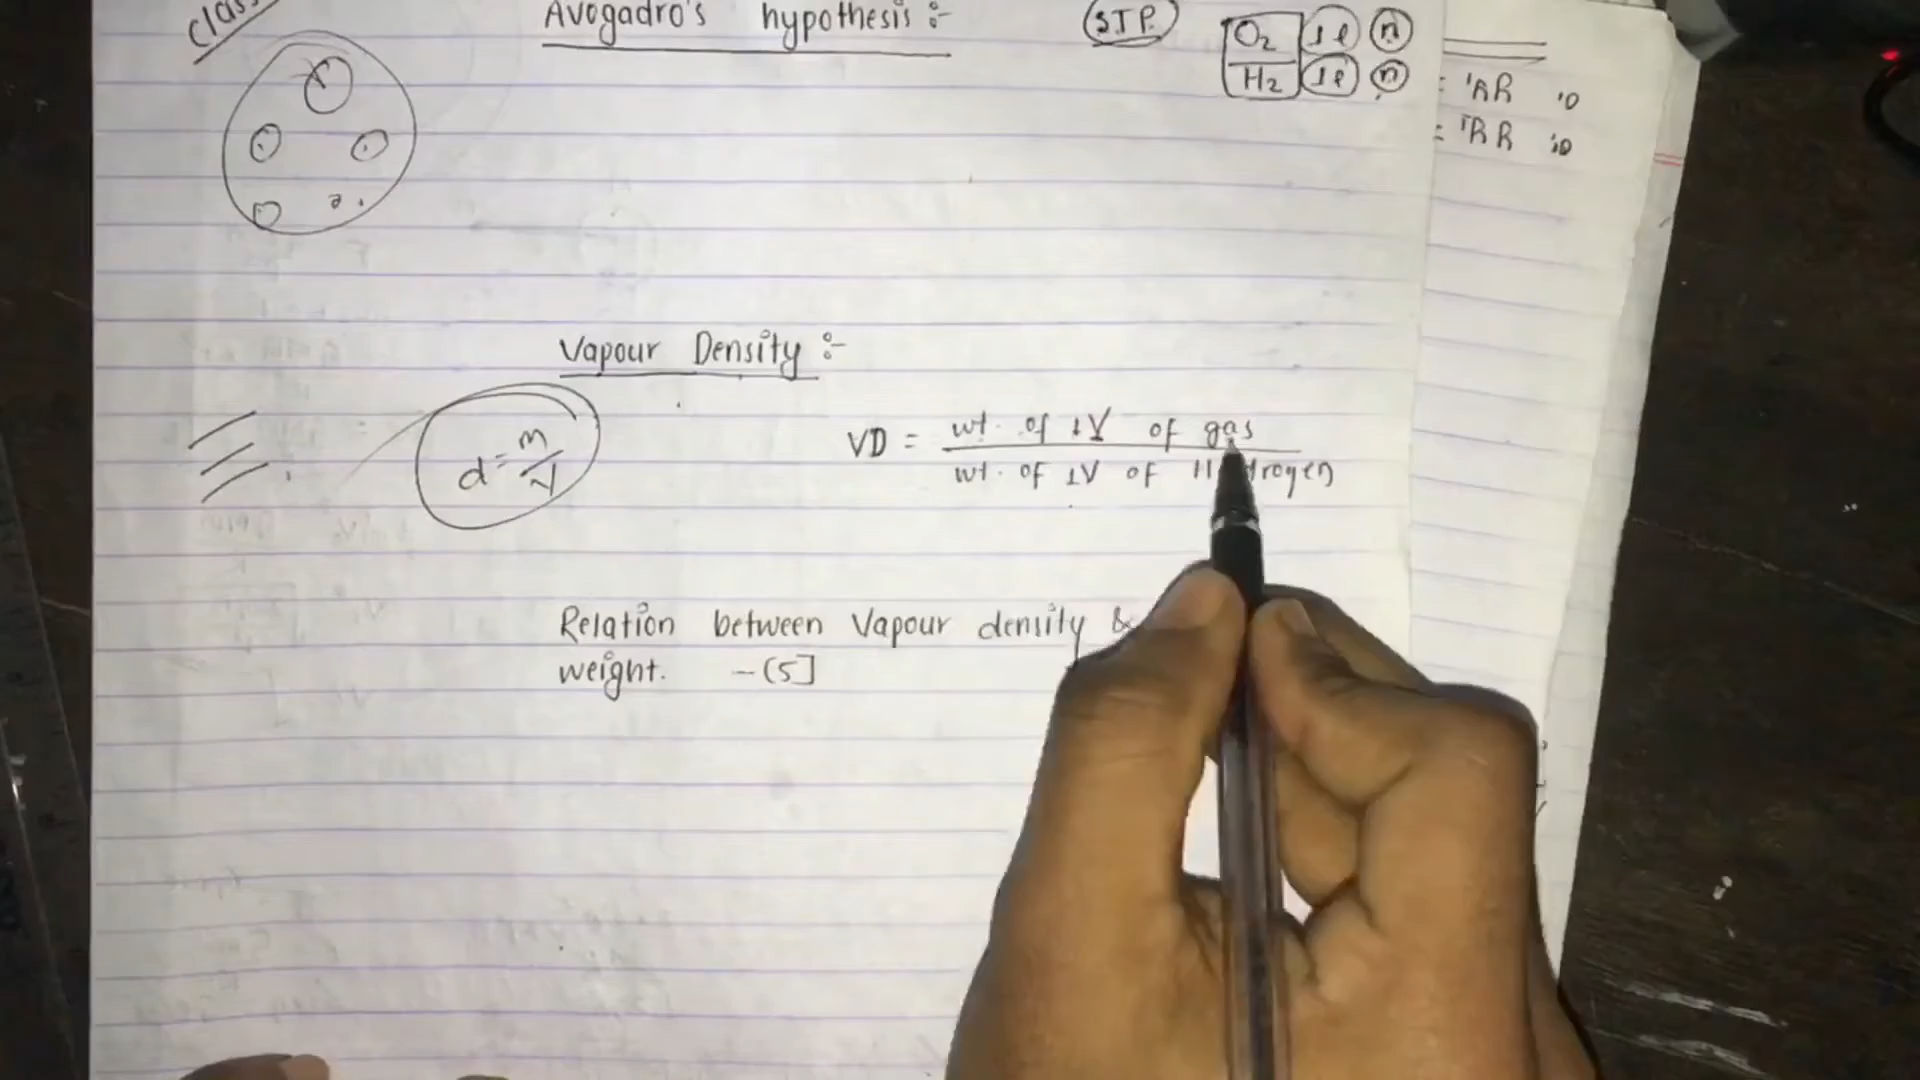 Class
Avogadro's hypothesis :-
STP
O2 1l n
H2 1l n
Vapour Density :-
d = m/V
VD = wt. of 1V of gas
wt. of 1V of Hydrogen
Relation between Vapour density &
weight. -(5]